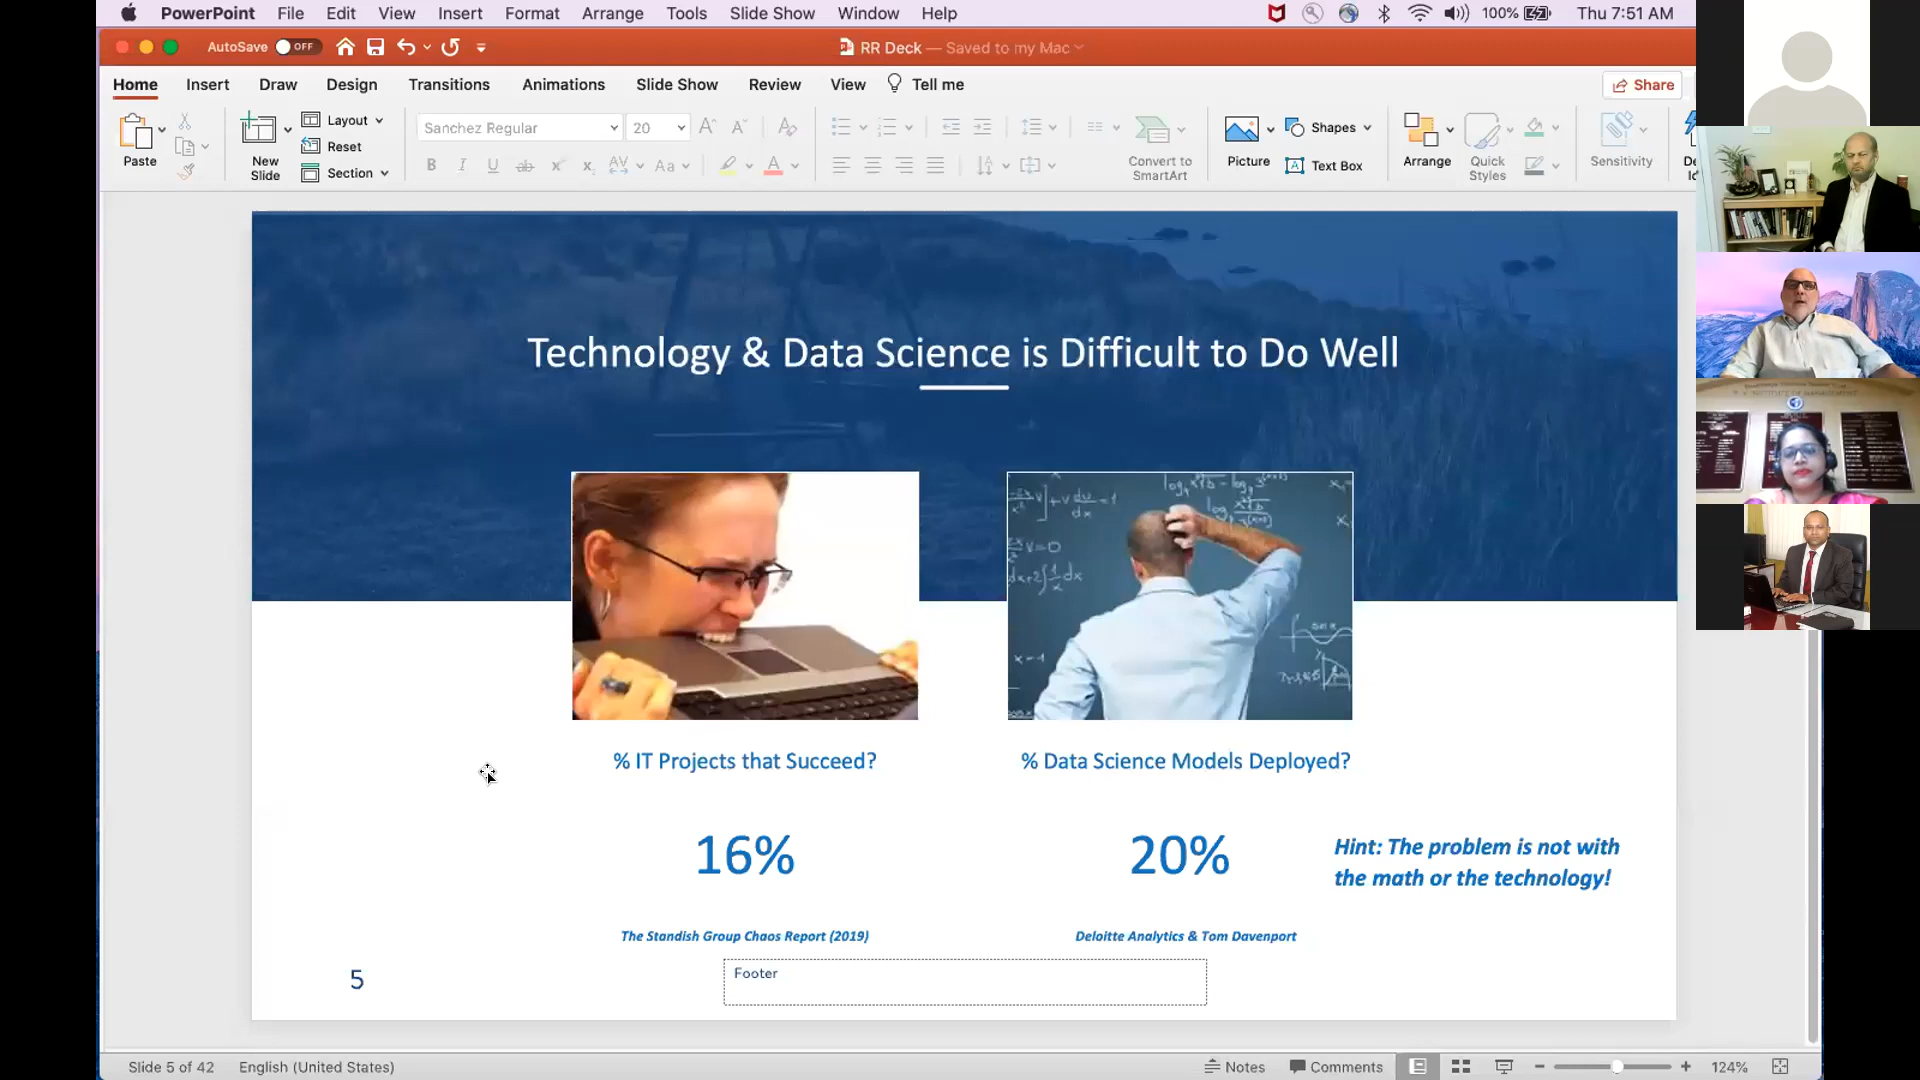 PowerPoint File Edit View Insert Format Arrange Tools Slide Show Window Help 100% Thu 7:51 AM
AutoSave OFF RR Deck — Saved to my Mac
Home Insert Draw Design Transitions Animations Slide Show Review View Tell me Share
Paste
New Slide
Layout
Reset
Section
Sanchez Regular 20
B I U ab x x AV Aa A
Convert to SmartArt
Picture
Shapes
Text Box
Arrange
Quick Styles
Sensitivity
Technology & Data Science is Difficult to Do Well
% IT Projects that Succeed?
% Data Science Models Deployed?
16%
20%
Hint: The problem is not with
the math or the technology!
The Standish Group Chaos Report (2019)
Deloitte Analytics & Tom Davenport
Footer
5
Slide 5 of 42 English (United States) Notes Comments 124%